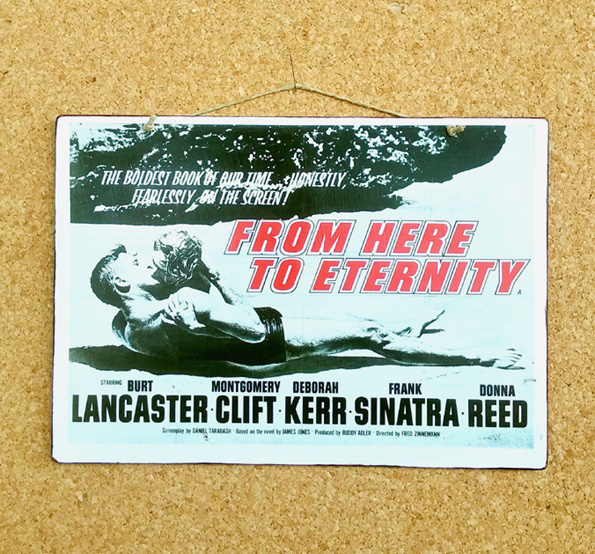 THE BOLDEST BOOK OF OUR TIME... HONESTLY,
FEARLESSLY, ON THE SCREEN!
FROM HERE
TO ETERNITY
A
STARRING BURT MONTGOMERY DEBORAH FRANK DONNA
LANCASTER · CLIFT · KERR · SINATRA · REED
Screenplay by DANIEL TARADASH · Based on the novel by JAMES JONES · Produced by BUDDY ADLER · Directed by FRED ZINNEMANN